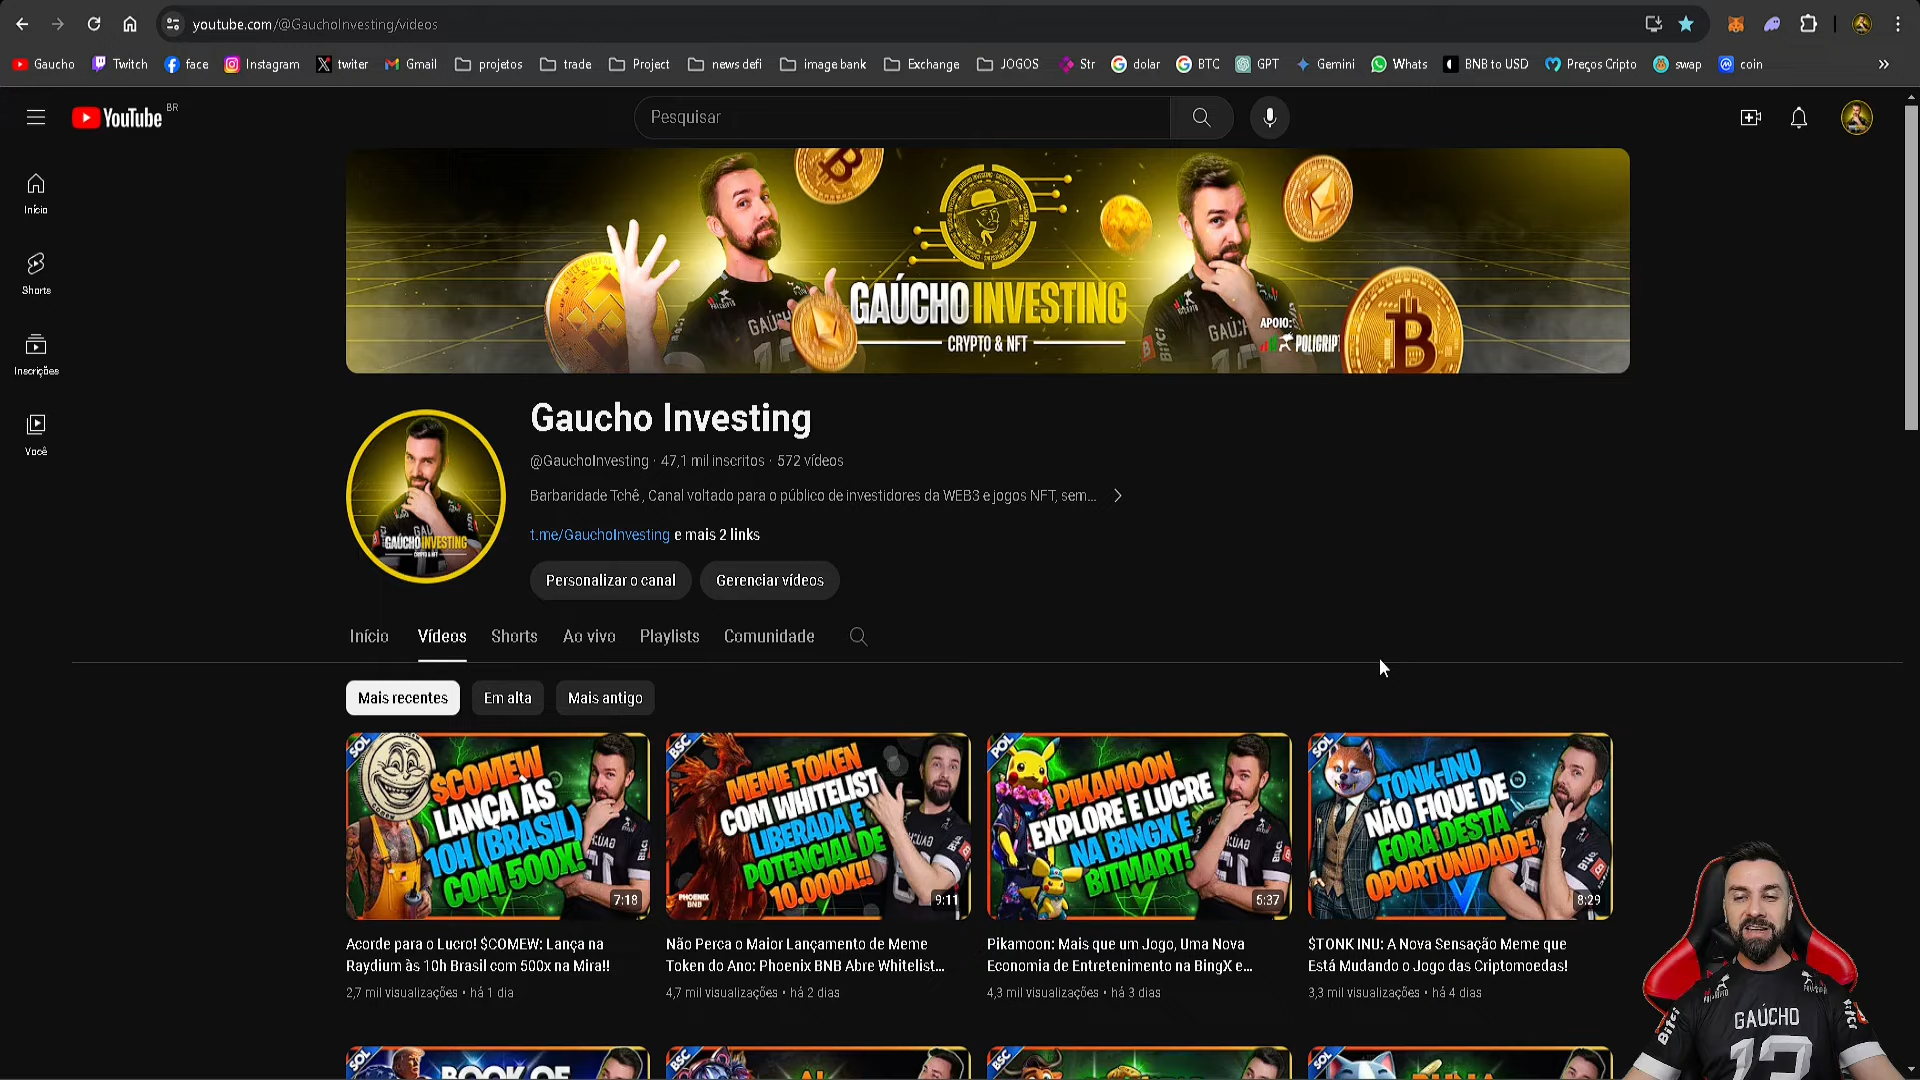 youtube.com/@GauchoInvesting/videos
Gaucho
Twitch
face
Instagram
twiter
Gmail
projetos
trade
Project
news defi
image bank
Exchange
JOGOS
Str
dolar
BTC
GPT
Gemini
Whats
BNB to USD
Preços Cripto
swap
coin
YouTube BR
Pesquisar
Início
Shorts
Inscrições
Você
GAÚCHO INVESTING
CRYPTO & NFT
APOIO:
GAÚCHO INVESTING
Gaucho Investing
@GauchoInvesting · 47,1 mil inscritos · 572 vídeos
Barbaridade Tchê , Canal voltado para o público de investidores da WEB3 e jogos NFT, sem...
t.me/GauchoInvesting e mais 2 links
Personalizar o canal
Gerenciar vídeos
Início
Vídeos
Shorts
Ao vivo
Playlists
Comunidade
Mais recentes
Em alta
Mais antigo
SOL
$COMEW
LANÇA ÀS
10H (BRASIL)
COM 500X!
7:18
BSC
MEME TOKEN
COM WHITELIST
LIBERADA E
POTENCIAL DE
10.000X!!
PHOENIX
BNB
9:11
POL
PIKAMOON
EXPLORE E LUCRE
NA BINGX E
BITMART!
5:37
SOL
TONK-INU
NÃO FIQUE DE
FORA DESTA
OPORTUNIDADE!
8:29
Acorde para o Lucro! $COMEW: Lança na
Raydium às 10h Brasil com 500x na Mira!!
2,7 mil visualizações • há 1 dia
Não Perca o Maior Lançamento de Meme
Token do Ano: Phoenix BNB Abre Whitelist...
4,7 mil visualizações • há 2 dias
Pikamoon: Mais que um Jogo, Uma Nova
Economia de Entretenimento na BingX e...
4,3 mil visualizações • há 3 dias
$TONK INU: A Nova Sensação Meme que
Está Mudando o Jogo das Criptomoedas!
3,3 mil visualizações • há 4 dias
SOL
BOOK OF
BSC
BSC
SOL
GAÚCHO
12